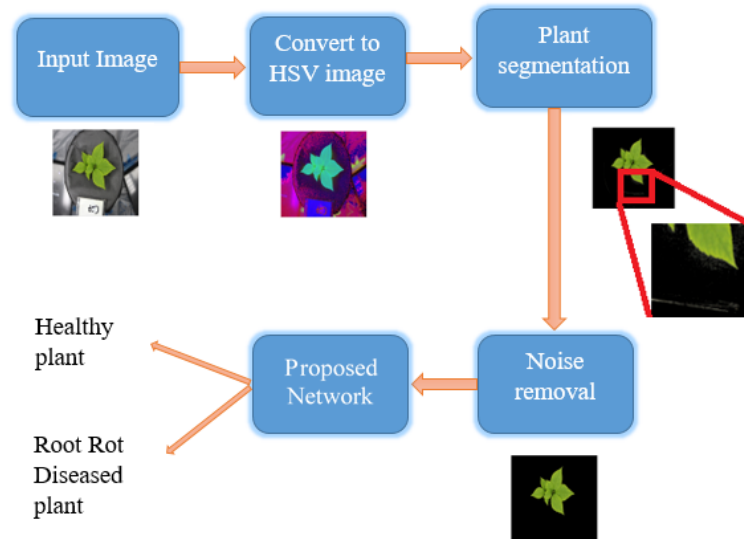 Input Image
Convert to
HSV image
Plant
segmentation
Noise
removal
Proposed
Network
Healthy
plant
Root Rot
Diseased
plant